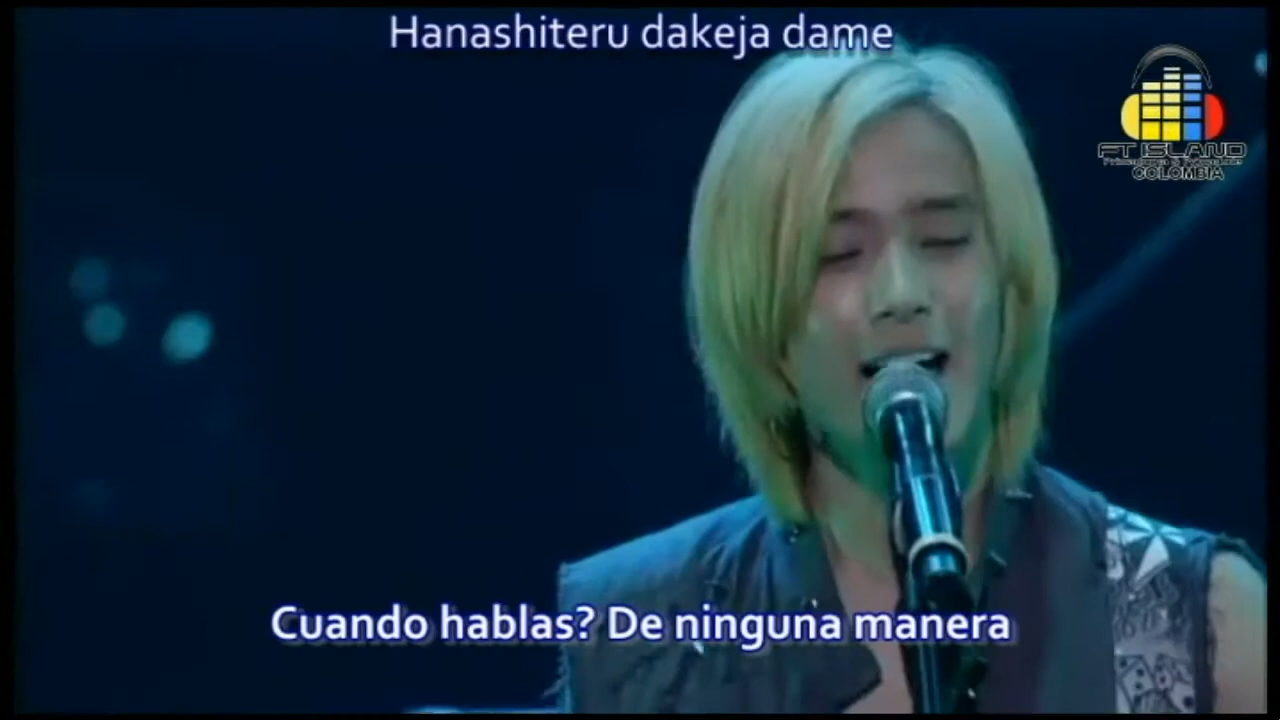 Hanashiteru dakeja dame
FT ISLAND
COLOMBIA
Cuando hablas? De ninguna manera